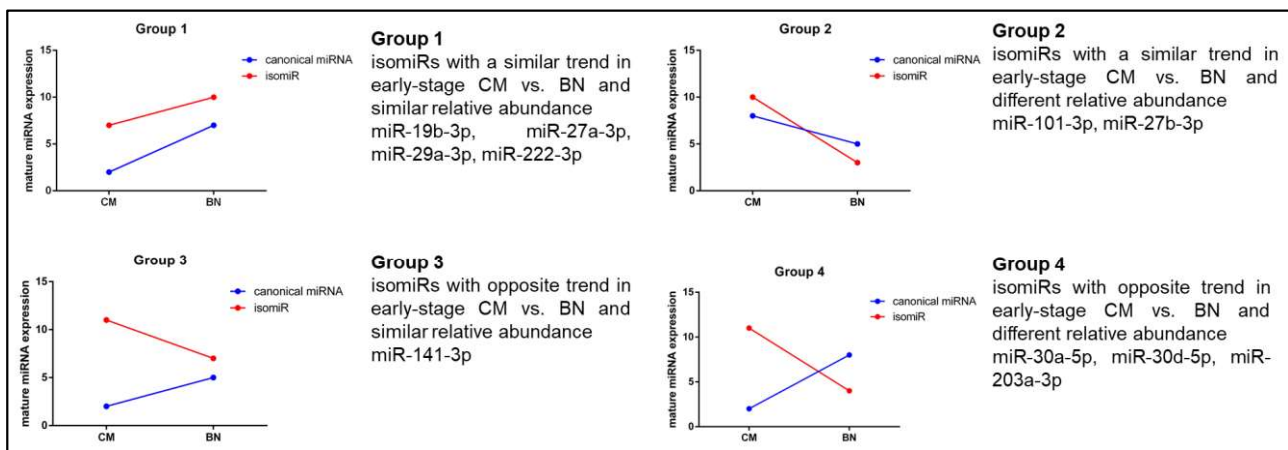 Group 1
mature miRNA expression
15
10
5
0
CM
BN
canonical miRNA
isomiR
Group 1
isomiRs with a similar trend in
early-stage CM vs. BN and
similar relative abundance
miR-19b-3p, miR-27a-3p,
miR-29a-3p, miR-222-3p
Group 2
mature miRNA expression
15
10
5
0
CM
BN
canonical miRNA
isomiR
Group 2
isomiRs with a similar trend in
early-stage CM vs. BN and
different relative abundance
miR-101-3p, miR-27b-3p
Group 3
mature miRNA expression
15
10
5
0
CM
BN
canonical miRNA
isomiR
Group 3
isomiRs with opposite trend in
early-stage CM vs. BN and
similar relative abundance
miR-141-3p
Group 4
mature miRNA expression
15
10
5
0
CM
BN
canonical miRNA
isomiR
Group 4
isomiRs with opposite trend in
early-stage CM vs. BN and
different relative abundance
miR-30a-5p, miR-30d-5p, miR-
203a-3p